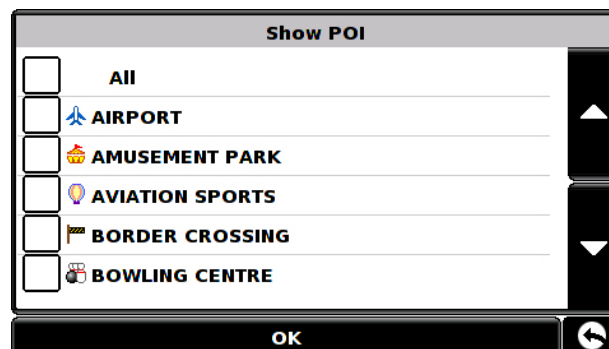 Show POI
All
AIRPORT
AMUSEMENT PARK
AVIATION SPORTS
BORDER CROSSING
BOWLING CENTRE
OK